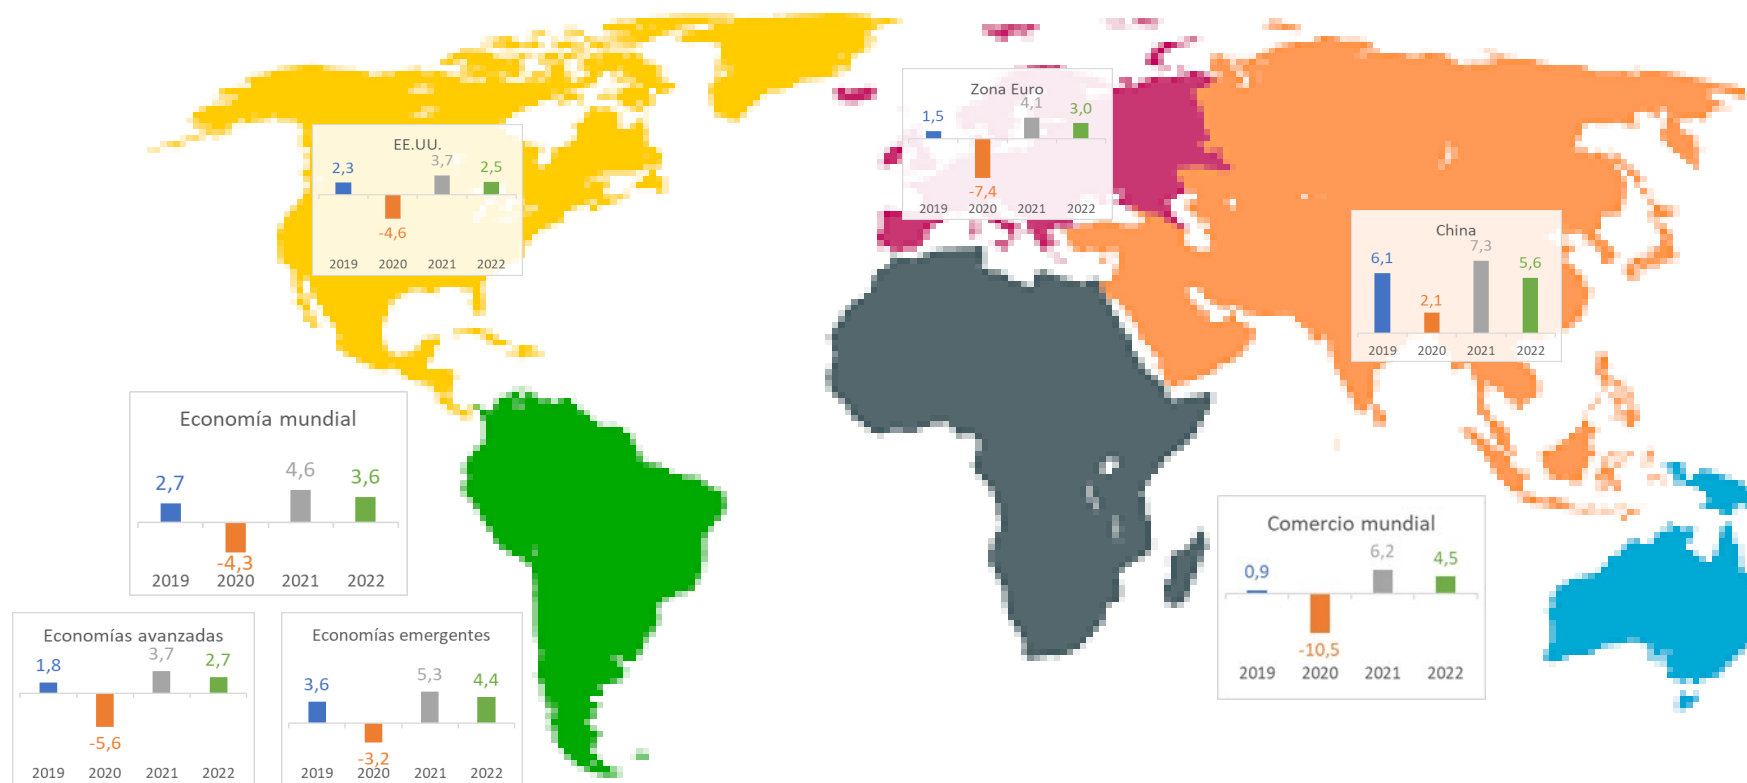 Zona Euro
1,5 4,1 3,0
-7,4
2019 2020 2021 2022
EE.UU.
2,3 3,7 2,5
-4,6
2019 2020 2021 2022
China
6,1 2,1 7,3 5,6
2019 2020 2021 2022
Economía mundial
2,7 4,6 3,6
-4,3
2019 2020 2021 2022
Comercio mundial
0,9 6,2 4,5
-10,5
2019 2020 2021 2022
Economías avanzadas
1,8 3,7 2,7
-5,6
2019 2020 2021 2022
Economías emergentes
3,6 5,3 4,4
-3,2
2019 2020 2021 2022